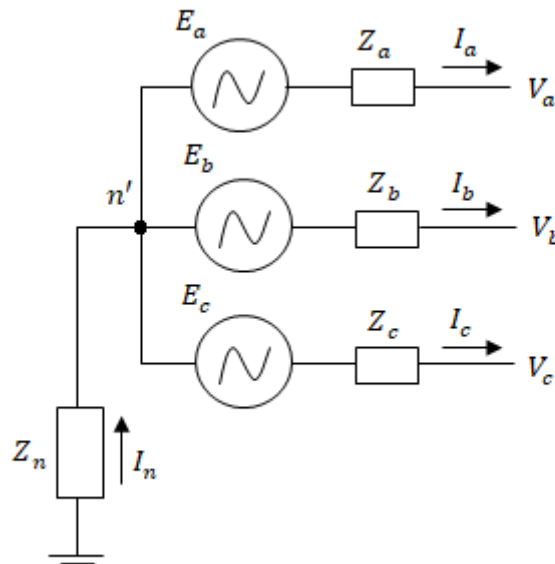 E_a
Z_a
I_a
V_a
E_b
n'
Z_b
I_b
V_b
E_c
Z_c
I_c
V_c
Z_n
I_n